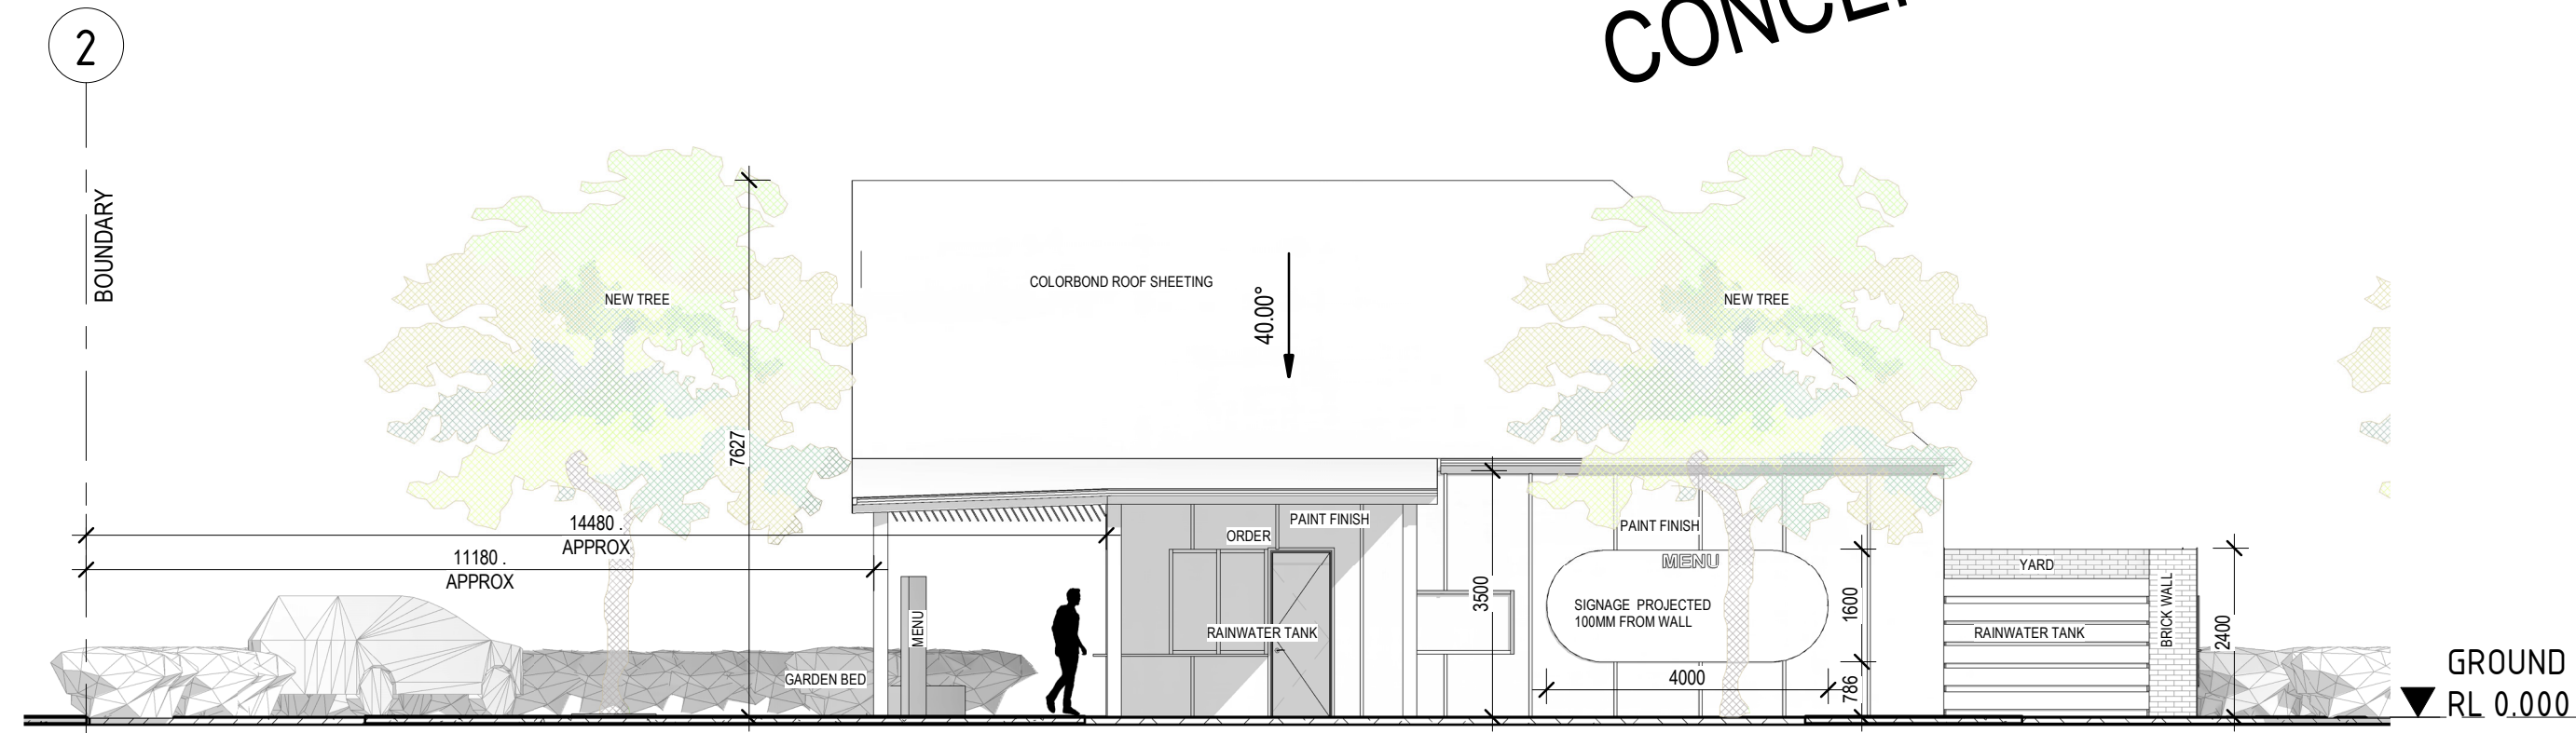 2
BOUNDARY
NEW TREE
7627
COLORBOND ROOF SHEETING
40.00°
NEW TREE
14480 .
APPROX
11180 .
APPROX
ORDER
PAINT FINISH
PAINT FINISH
MENU
SIGNAGE PROJECTED
100MM FROM WALL
3500
1600
YARD
RAINWATER TANK
RAINWATER TANK
BRICK WALL
2400
MENU
GARDEN BED
4000
786
GROUND
RL 0.000